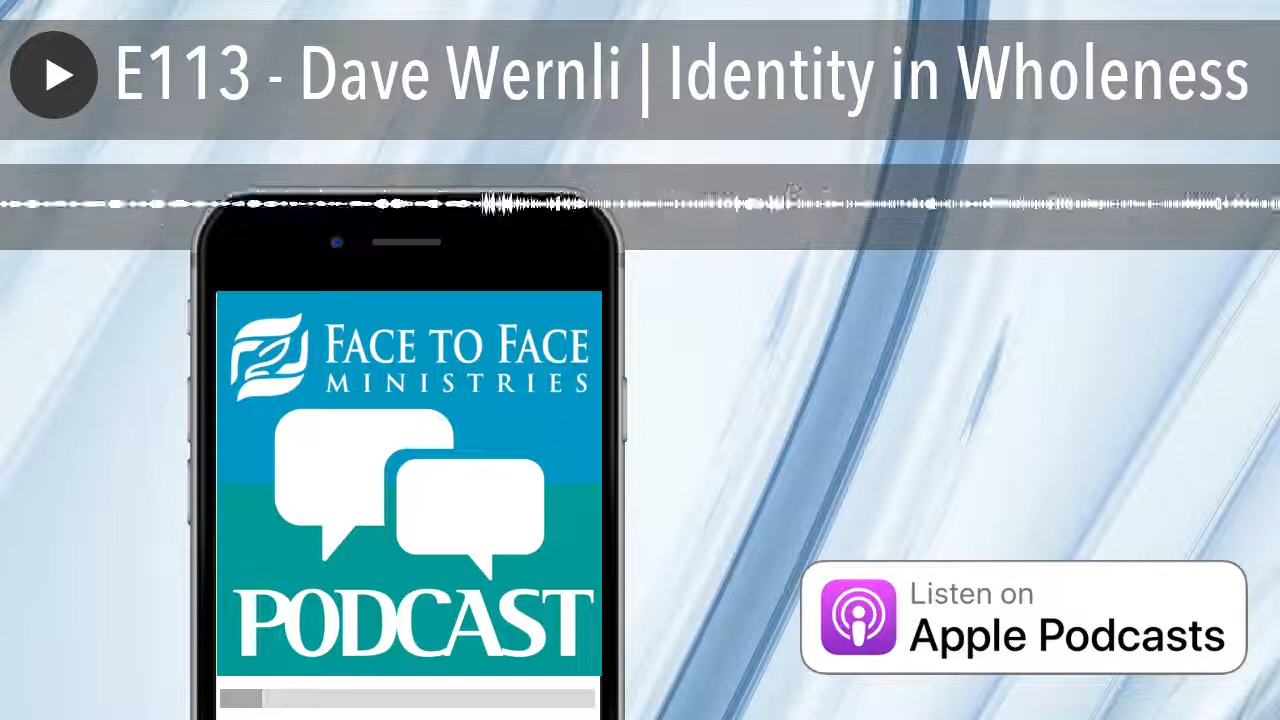 E113 - Dave Wernli | Identity in Wholeness
FACE TO FACE
MINISTRIES
PODCAST
Listen on
Apple Podcasts